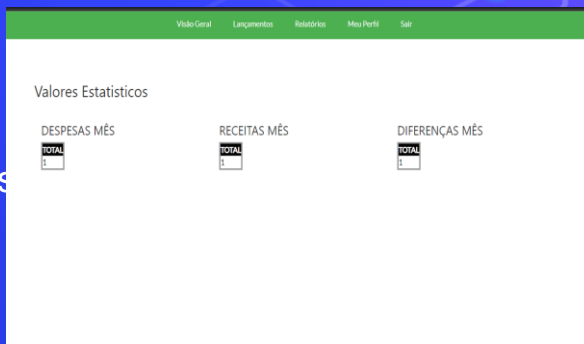 Visão Geral Lançamentos Relatórios Meu Perfil Sair
Valores Estatisticos
DESPESAS MÊS RECEITAS MÊS DIFERENÇAS MÊS
TOTAL TOTAL TOTAL
1 1 1
s